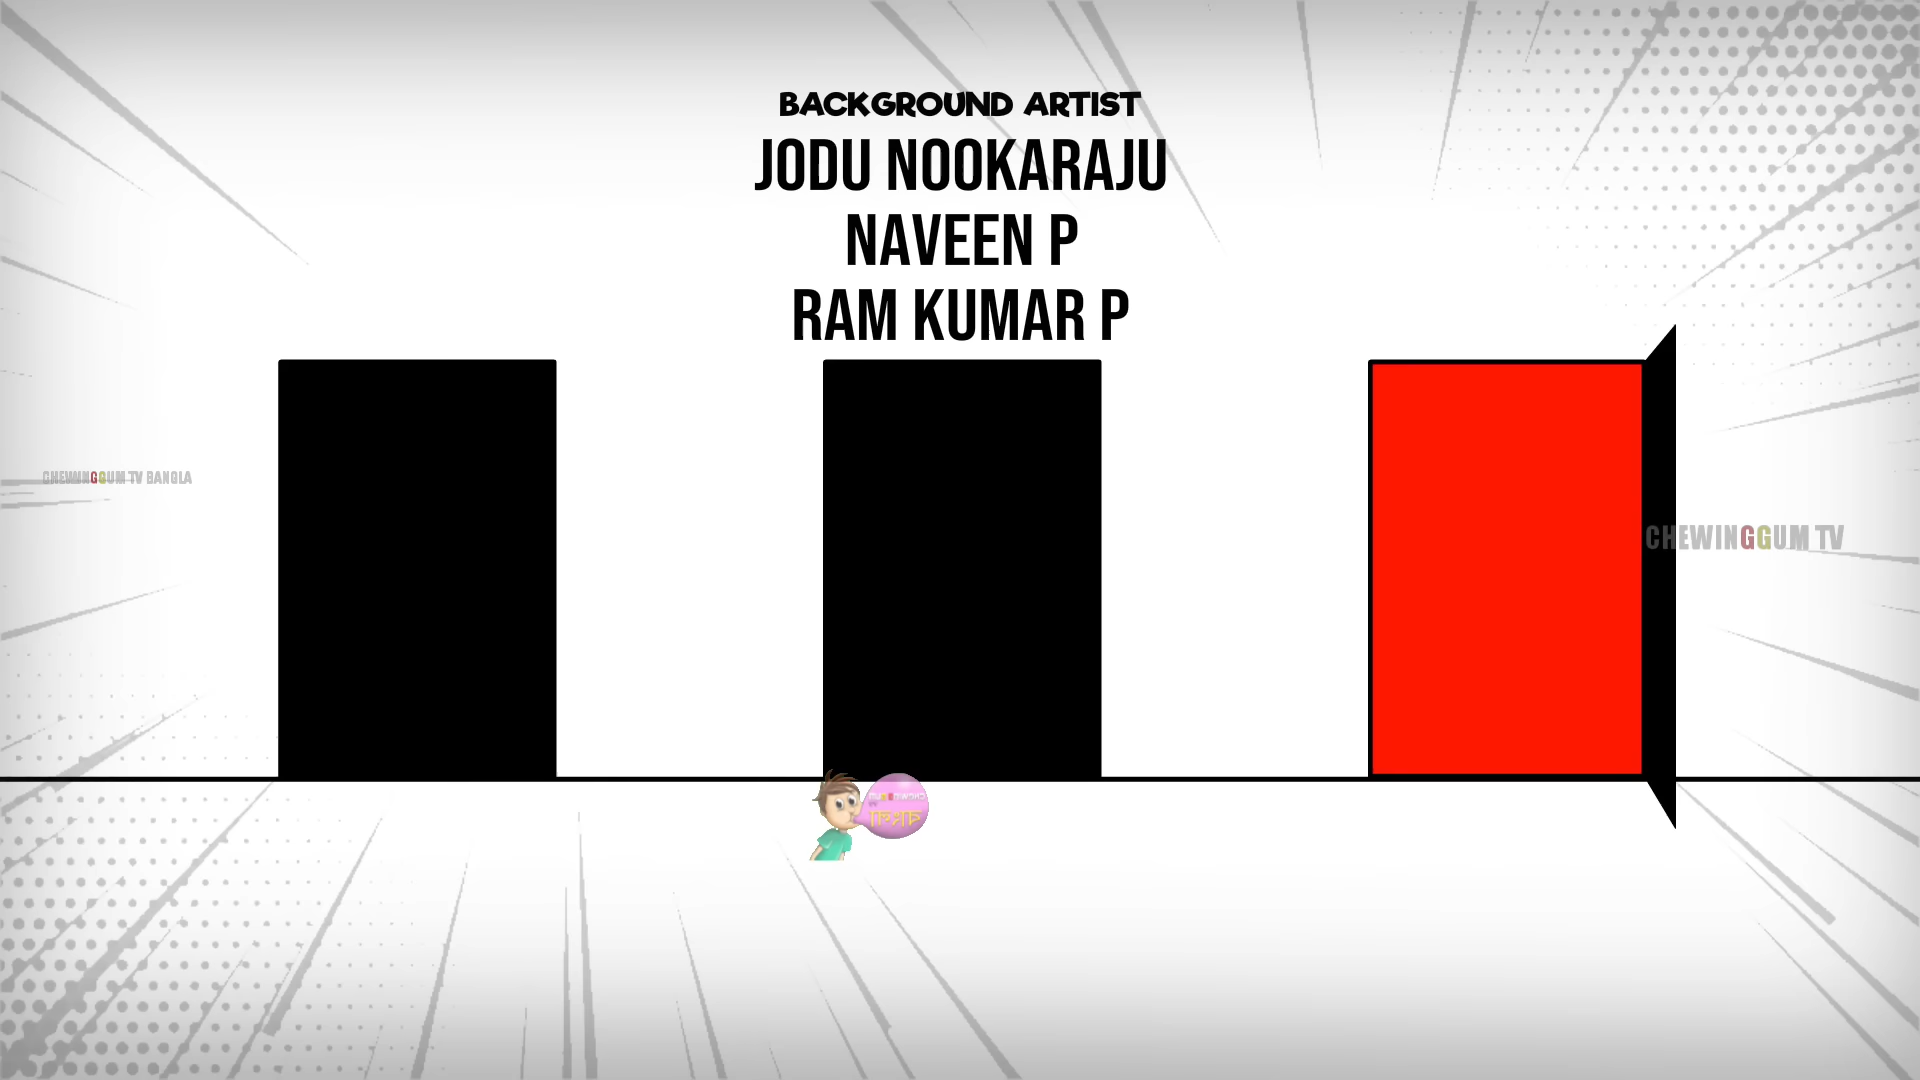 BACKGROUND ARTIST
JODU NOOKARAJU
NAVEEN P
RAM KUMAR P
CHEWINGGUM TV BANGLA
CHEWINGGUM TV